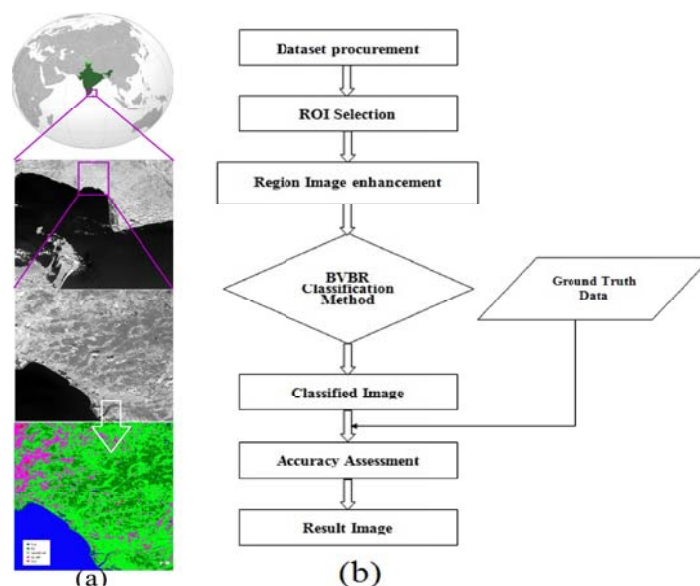 Dataset procurement
ROI Selection
Region Image enhancement
BVBR
Classification
Method
Ground Truth
Data
Classified Image
Accuracy Assessment
Result Image
(a)
(b)